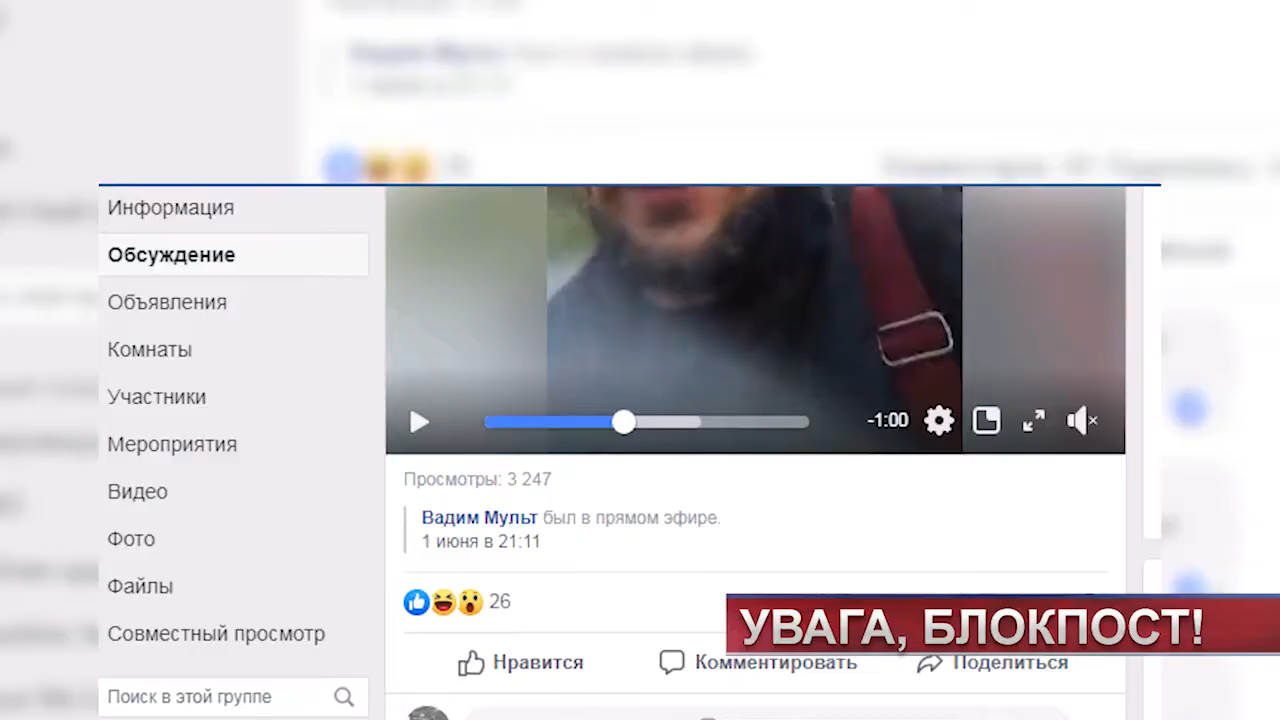 Информация
Обсуждение
Объявления
Комнаты
Участники
Мероприятия
Видео
Фото
Файлы
Совместный просмотр
Поиск в этой группе
-1:00
Просмотры: 3 247
Вадим Мульт был в прямом эфире.
1 июня в 21:11
26
УВАГА, БЛОКПОСТ!
Нравится
Комментировать
Поделиться